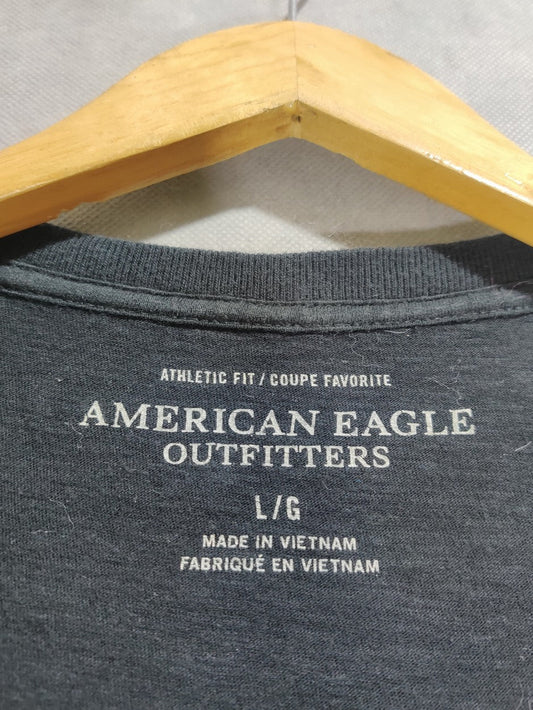 ATHLETIC FIT / COUPE FAVORITE
AMERICAN EAGLE
OUTFITTERS
L/G
MADE IN VIETNAM
FABRIQUÉ EN VIETNAM